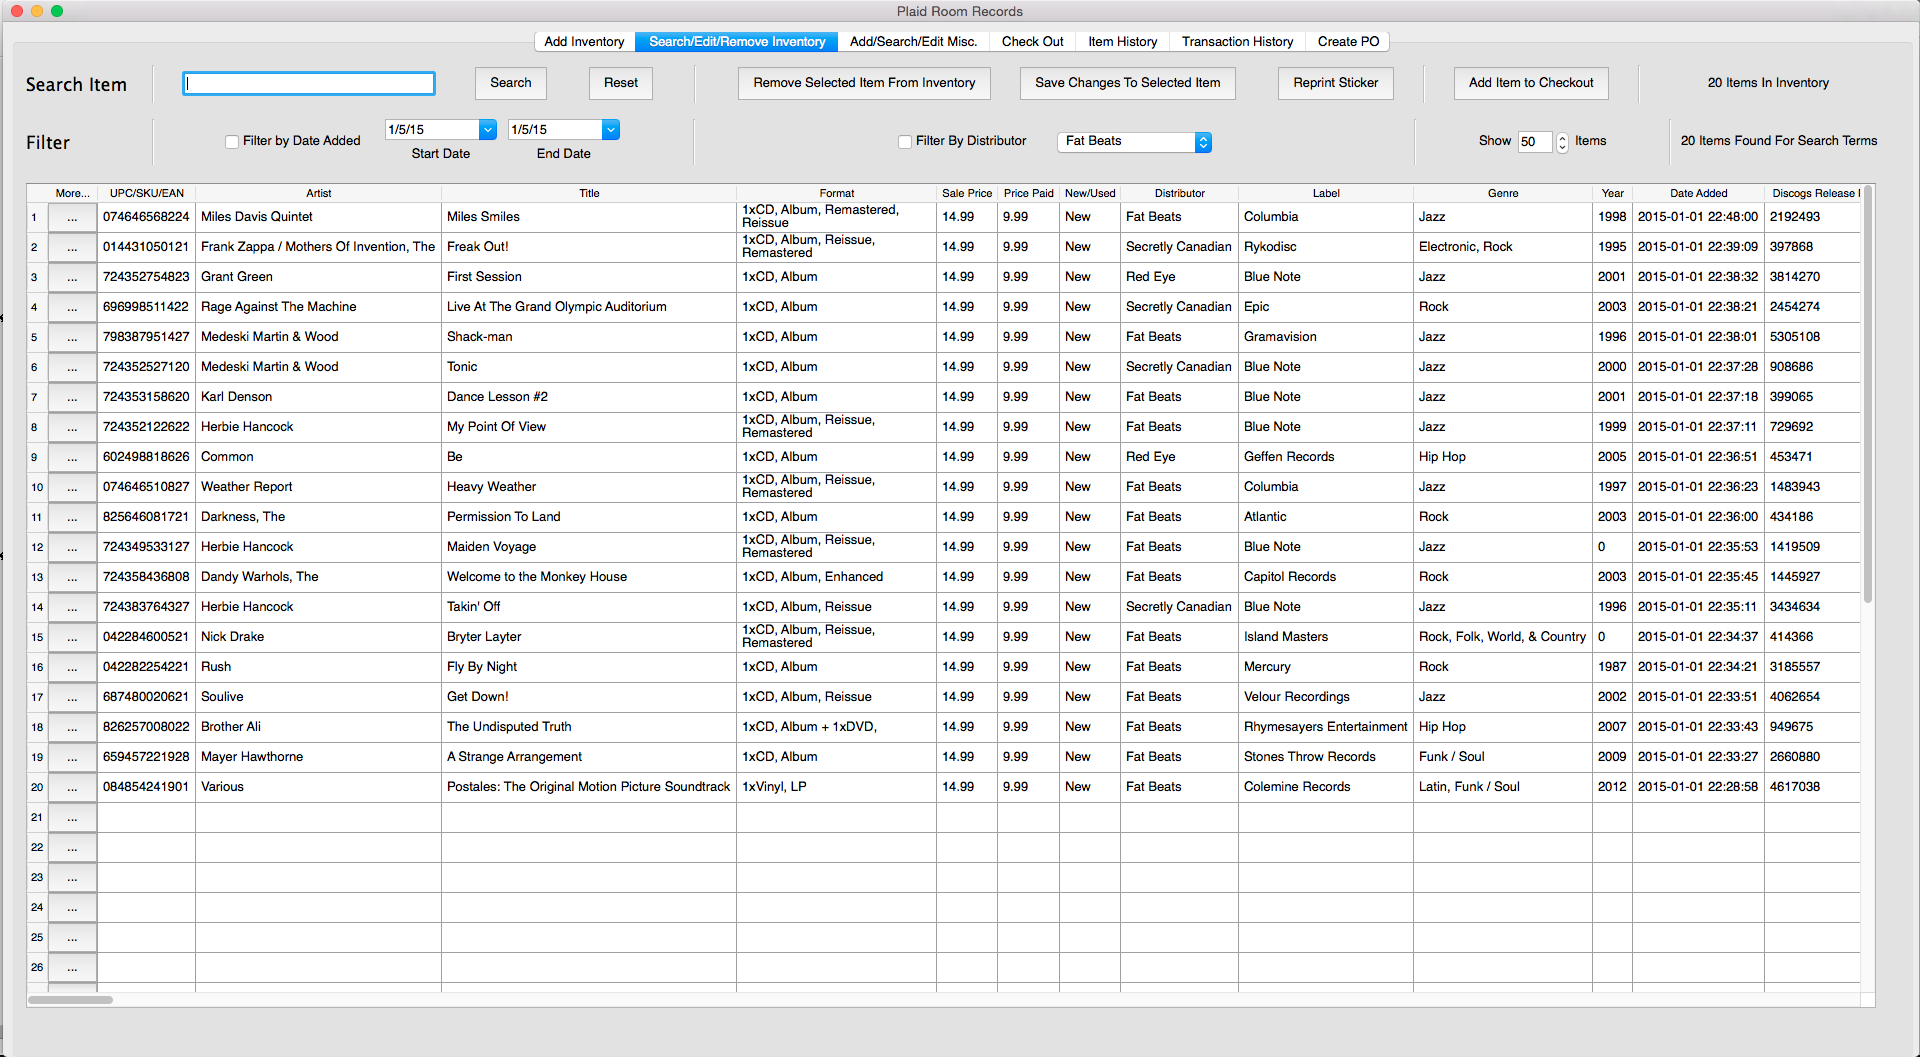 Plaid Room Records
Add Inventory Search/Edit/Remove Inventory Add/Search/Edit Misc. Check Out Item History Transaction History Create PO
Search Item Search Reset Remove Selected Item From Inventory Save Changes To Selected Item Reprint Sticker Add Item to Checkout 20 Items In Inventory
Filter Filter by Date Added 1/5/15 1/5/15 Filter By Distributor Fat Beats Show 50 Items 20 Items Found For Search Terms
Start Date End Date
More... UPC/SKU/EAN Artist Title Format Sale Price Price Paid New/Used Distributor Label Genre Year Date Added Discogs Release
1 ... 074646568224 Miles Davis Quintet Miles Smiles 1xCD, Album, Remastered, Reissue 14.99 9.99 New Fat Beats Columbia Jazz 1998 2015-01-01 22:48:00 2192493
2 ... 014431050121 Frank Zappa / Mothers Of Invention, The Freak Out! 1xCD, Album, Reissue, Remastered 14.99 9.99 New Secretly Canadian Rykodisc Electronic, Rock 1995 2015-01-01 22:39:09 397868
3 ... 724352754823 Grant Green First Session 1xCD, Album 14.99 9.99 New Red Eye Blue Note Jazz 2001 2015-01-01 22:38:32 3814270
4 ... 696998511422 Rage Against The Machine Live At The Grand Olympic Auditorium 1xCD, Album 14.99 9.99 New Secretly Canadian Epic Rock 2003 2015-01-01 22:38:21 2454274
5 ... 798387951427 Medeski Martin & Wood Shack-man 1xCD, Album 14.99 9.99 New Fat Beats Gramavision Jazz 1996 2015-01-01 22:38:01 5305108
6 ... 724352527120 Medeski Martin & Wood Tonic 1xCD, Album 14.99 9.99 New Secretly Canadian Blue Note Jazz 2000 2015-01-01 22:37:28 908686
7 ... 724353158620 Karl Denson Dance Lesson #2 1xCD, Album 14.99 9.99 New Fat Beats Blue Note Jazz 2001 2015-01-01 22:37:18 399065
8 ... 724352122622 Herbie Hancock My Point Of View 1xCD, Album, Reissue, Remastered 14.99 9.99 New Fat Beats Blue Note Jazz 1999 2015-01-01 22:37:11 729692
9 ... 602498818626 Common Be 1xCD, Album 14.99 9.99 New Red Eye Geffen Records Hip Hop 2005 2015-01-01 22:36:51 453471
10 ... 074646510827 Weather Report Heavy Weather 1xCD, Album, Reissue, Remastered 14.99 9.99 New Fat Beats Columbia Jazz 1997 2015-01-01 22:36:23 1483943
11 ... 825646081721 Darkness, The Permission To Land 1xCD, Album 14.99 9.99 New Fat Beats Atlantic Rock 2003 2015-01-01 22:36:00 434186
12 ... 724349533127 Herbie Hancock Maiden Voyage 1xCD, Album, Reissue, Remastered 14.99 9.99 New Fat Beats Blue Note Jazz 0 2015-01-01 22:35:53 1419509
13 ... 724358436808 Dandy Warhols, The Welcome to the Monkey House 1xCD, Album, Enhanced 14.99 9.99 New Fat Beats Capitol Records Rock 2003 2015-01-01 22:35:45 1445927
14 ... 724383764327 Herbie Hancock Takin' Off 1xCD, Album, Reissue 14.99 9.99 New Secretly Canadian Blue Note Jazz 1996 2015-01-01 22:35:11 3434634
15 ... 042284600521 Nick Drake Bryter Layter 1xCD, Album, Reissue, Remastered 14.99 9.99 New Fat Beats Island Masters Rock, Folk, World, & Country 0 2015-01-01 22:34:37 414366
16 ... 042282254221 Rush Fly By Night 1xCD, Album 14.99 9.99 New Fat Beats Mercury Rock 1987 2015-01-01 22:34:21 3185557
17 ... 687480020621 Soulive Get Down! 1xCD, Album, Reissue 14.99 9.99 New Fat Beats Velour Recordings Jazz 2002 2015-01-01 22:33:51 4062654
18 ... 826257008022 Brother Ali The Undisputed Truth 1xCD, Album + 1xDVD, 14.99 9.99 New Fat Beats Rhymesayers Entertainment Hip Hop 2007 2015-01-01 22:33:43 949675
19 ... 659457221928 Mayer Hawthorne A Strange Arrangement 1xCD, Album 14.99 9.99 New Fat Beats Stones Throw Records Funk / Soul 2009 2015-01-01 22:33:27 2660880
20 ... 084854241901 Various Postales: The Original Motion Picture Soundtrack 1xVinyl, LP 14.99 9.99 New Fat Beats Colemine Records Latin, Funk / Soul 2012 2015-01-01 22:28:58 4617038
21 ...
22 ...
23 ...
24 ...
25 ...
26 ...